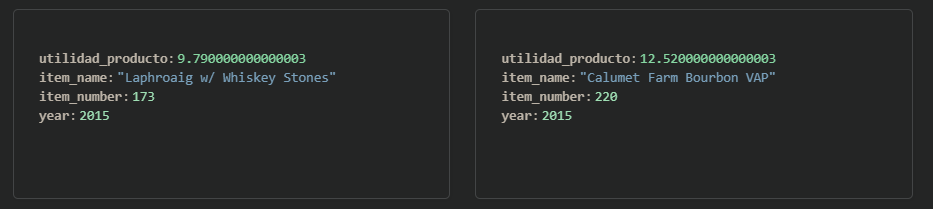 utilidad_producto: 9.790000000000003
item_name: "Laphroaig w/ Whiskey Stones"
item_number: 173
year: 2015
utilidad_producto: 12.520000000000003
item_name: "Calumet Farm Bourbon VAP"
item_number: 220
year: 2015